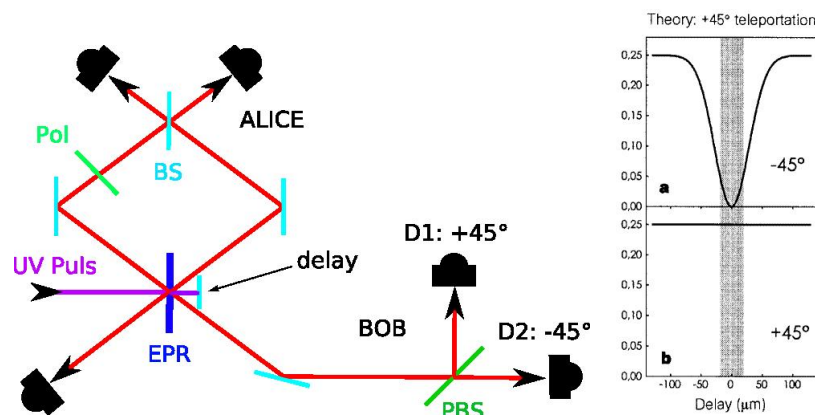 ALICE
Pol
BS
UV Puls
delay
EPR
BOB
D1: +45°
D2: -45°
PBS
Theory: +45° teleportation
0,25
0,20
0,15
0,10
0,05
0,00
a
-45°
0,25
0,20
0,15
0,10
0,05
0,00
b
+45°
-100 -50 0 50 100
Delay (µm)